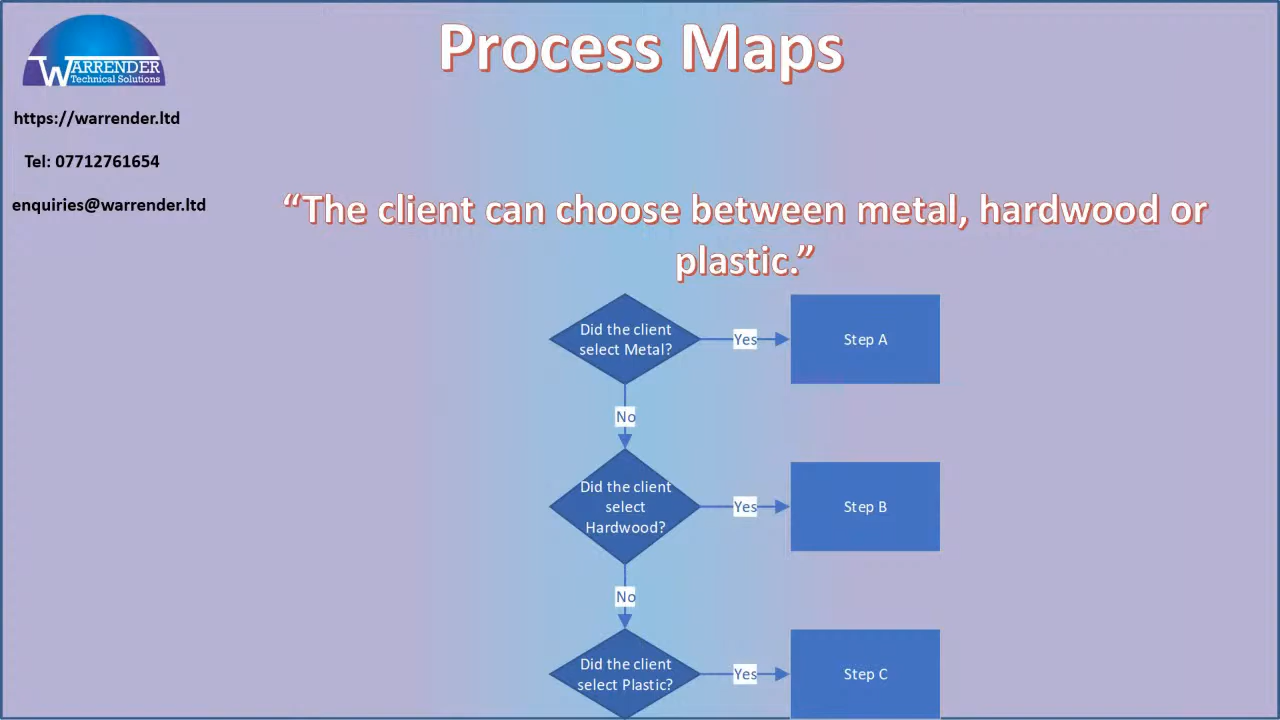 WARRENDER
Technical Solutions
Process Maps
https://warrender.ltd
Tel: 07712761654
enquiries@warrender.ltd
“The client can choose between metal, hardwood or
plastic.”
Did the client
select Metal?
Yes
Step A
No
Did the client
select
Hardwood?
Yes
Step B
No
Did the client
select Plastic?
Yes
Step C